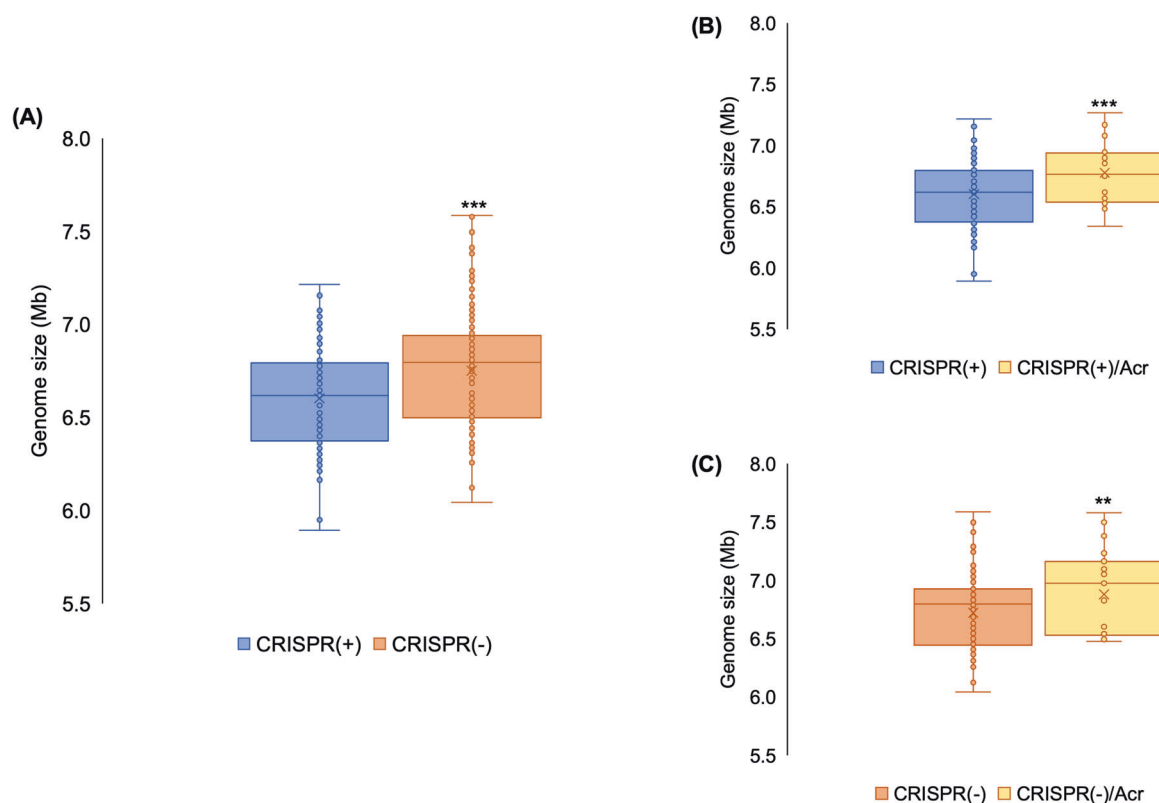 (A)
Genome size (Mb)
8.0
7.5
7.0
6.5
6.0
5.5
***
CRISPR(+) CRISPR(-)
(B)
Genome size (Mb)
8.0
7.5
7.0
6.5
6.0
5.5
***
CRISPR(+) CRISPR(+)/Acr
(C)
Genome size (Mb)
8.0
7.5
7.0
6.5
6.0
5.5
**
CRISPR(-) CRISPR(-)/Acr